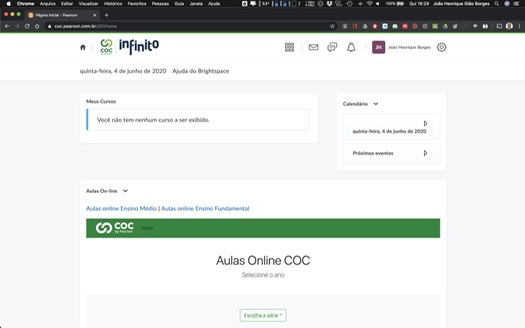 Chrome Arquivo Editar Visualizar Histórico Favoritos Pessoas Guia Janela Ajuda
100% Qui 18:29 João Henrique Gião Borges
Página Inicial - Pearson
coc.pearson.com.br/d2l/home
COC by Pearson infinito
JH João Henrique Borges
quinta-feira, 4 de junho de 2020 Ajuda do Brightspace
Meus Cursos
Você não tem nenhum curso a ser exibido.
Calendário
quinta-feira, 4 de junho de 2020
Próximos eventos
Aulas On-line
Aulas online Ensino Médio | Aulas online Ensino Fundamental
COC by Pearson
Aulas Online COC
Selecione o ano
Escolha a série